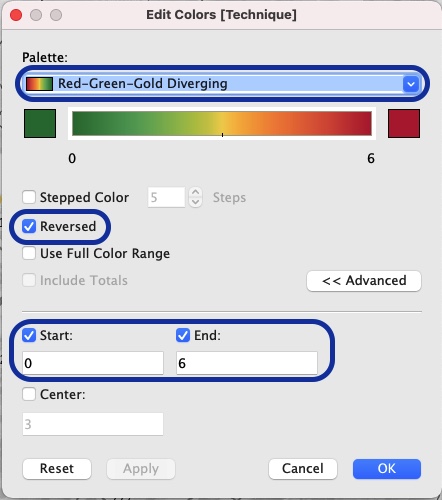 Edit Colors [Technique]
Palette:
Red-Green-Gold Diverging
0 6
Stepped Color 5 Steps
Reversed
Use Full Color Range
Include Totals << Advanced
Start: End:
0 6
Center:
3
Reset Apply Cancel OK